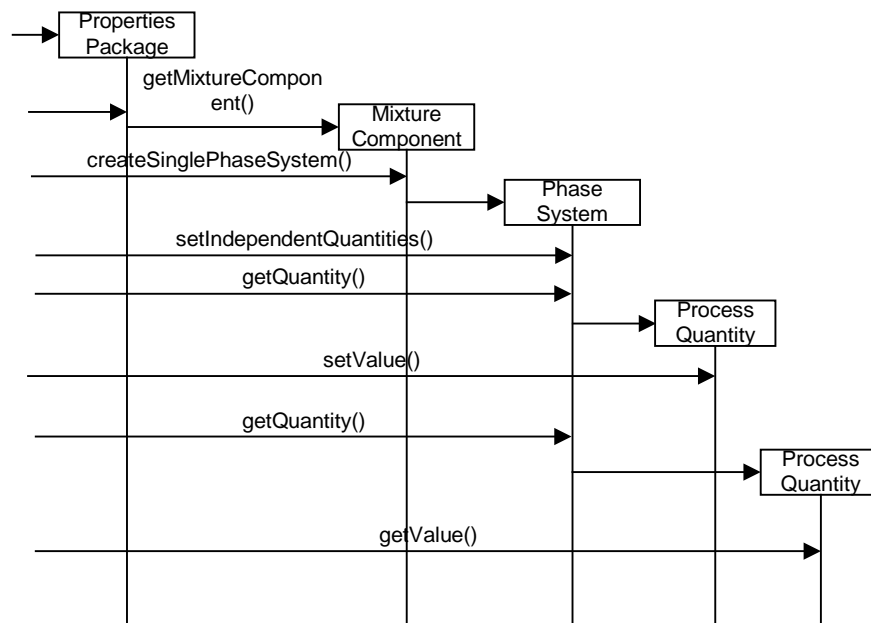 Properties
Package
getMixtureCompon
ent()
Mixture
Component
createSinglePhaseSystem()
Phase
System
setIndependentQuantities()
getQuantity()
Process
Quantity
setValue()
getQuantity()
Process
Quantity
getValue()